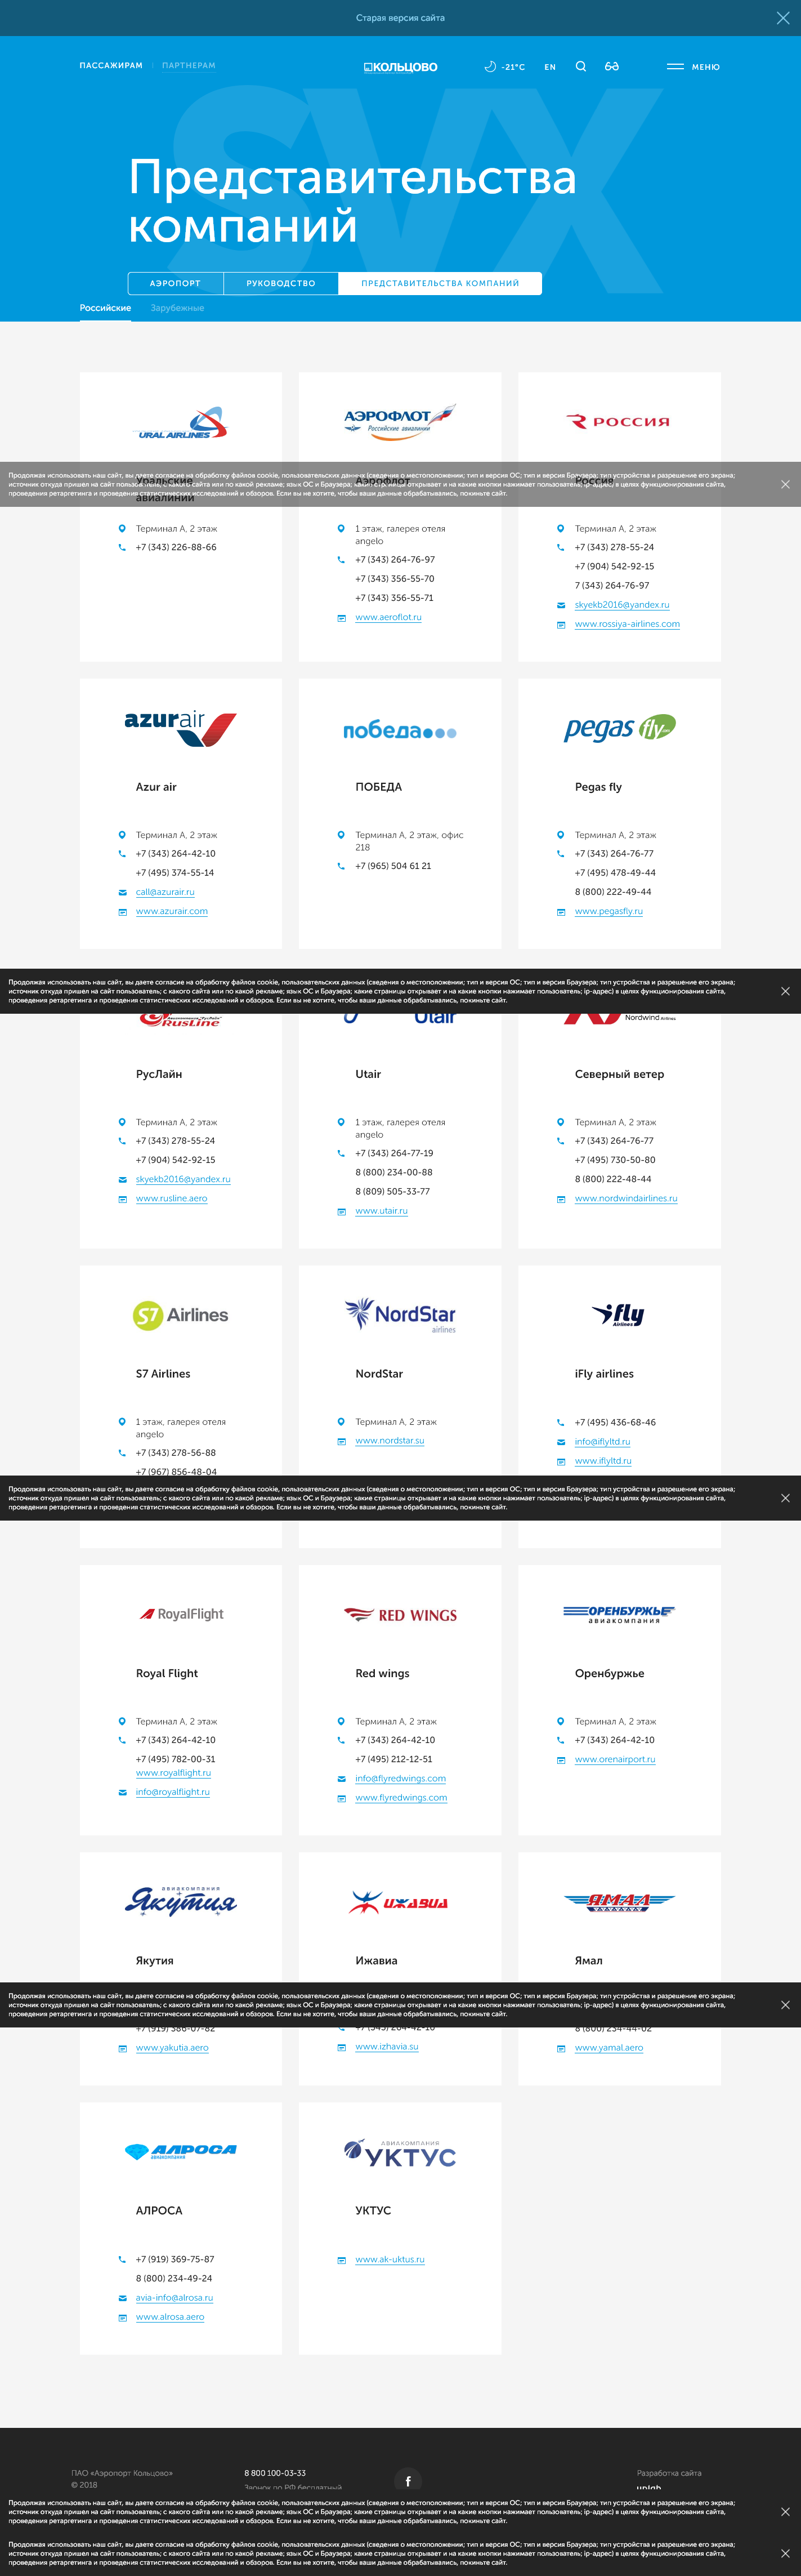 Старая версия сайта
ПАССАЖИРАМ
ПАРТНЕРАМ
КОЛЬЦОВО
-21°C
EN
МЕНЮ
SVX
Представительства
компаний
АЭРОПОРТ
РУКОВОДСТВО
ПРЕДСТАВИТЕЛЬСТВА КОМПАНИЙ
Российские
Зарубежные
URAL AIRLINES
АЭРОФЛОТ
Российские авиалинии
РОССИЯ
Продолжая использовать наш сайт, вы даете согласие на обработку файлов cookie, пользовательских данных (сведения о местоположении; тип и версия ОС; тип и версия Браузера; тип устройства и разрешение его экрана;
источник откуда пришел на сайт пользователь; с какого сайта или по какой рекламе; язык ОС и Браузера; какие страницы открывает и на какие кнопки нажимает пользователь; ip-адрес) в целях функционирования сайта,
проведения ретаргетинга и проведения статистических исследований и обзоров. Если вы не хотите, чтобы ваши данные обрабатывались, покиньте сайт.
Уральские
авиалинии
Аэрофлот
Россия
Терминал А, 2 этаж
+7 (343) 226-88-66
1 этаж, галерея отеля
angelo
+7 (343) 264-76-97
+7 (343) 356-55-70
+7 (343) 356-55-71
www.aeroflot.ru
Терминал А, 2 этаж
+7 (343) 278-55-24
+7 (904) 542-92-15
7 (343) 264-76-97
skyekb2016@yandex.ru
www.rossiya-airlines.com
azurair
победа
pegas fly
Azur air
Терминал А, 2 этаж
+7 (343) 264-42-10
+7 (495) 374-55-14
call@azurair.ru
www.azurair.com
ПОБЕДА
Терминал А, 2 этаж, офис
218
+7 (965) 504 61 21
Pegas fly
Терминал А, 2 этаж
+7 (343) 264-76-77
+7 (495) 478-49-44
8 (800) 222-49-44
www.pegasfly.ru
Продолжая использовать наш сайт, вы даете согласие на обработку файлов cookie, пользовательских данных (сведения о местоположении; тип и версия ОС; тип и версия Браузера; тип устройства и разрешение его экрана;
источник откуда пришел на сайт пользователь; с какого сайта или по какой рекламе; язык ОС и Браузера; какие страницы открывает и на какие кнопки нажимает пользователь; ip-адрес) в целях функционирования сайта,
проведения ретаргетинга и проведения статистических исследований и обзоров. Если вы не хотите, чтобы ваши данные обрабатывались, покиньте сайт.
RusLine
Utair
Nordwind Airlines
РусЛайн
Терминал А, 2 этаж
+7 (343) 278-55-24
+7 (904) 542-92-15
skyekb2016@yandex.ru
www.rusline.aero
Utair
1 этаж, галерея отеля
angelo
+7 (343) 264-77-19
8 (800) 234-00-88
8 (809) 505-33-77
www.utair.ru
Северный ветер
Терминал А, 2 этаж
+7 (343) 264-76-77
+7 (495) 730-50-80
8 (800) 222-48-44
www.nordwindairlines.ru
S7 Airlines
NordStar
airlines
ifly
Airlines
S7 Airlines
1 этаж, галерея отеля
angelo
+7 (343) 278-56-88
+7 (967) 856-48-04
NordStar
Терминал А, 2 этаж
www.nordstar.su
iFly airlines
+7 (495) 436-68-46
info@iflyltd.ru
www.iflyltd.ru
Продолжая использовать наш сайт, вы даете согласие на обработку файлов cookie, пользовательских данных (сведения о местоположении; тип и версия ОС; тип и версия Браузера; тип устройства и разрешение его экрана;
источник откуда пришел на сайт пользователь; с какого сайта или по какой рекламе; язык ОС и Браузера; какие страницы открывает и на какие кнопки нажимает пользователь; ip-адрес) в целях функционирования сайта,
проведения ретаргетинга и проведения статистических исследований и обзоров. Если вы не хотите, чтобы ваши данные обрабатывались, покиньте сайт.
RoyalFlight
RED WINGS
ОРЕНБУРЖЬЕ
авиакомпания
Royal Flight
Терминал А, 2 этаж
+7 (343) 264-42-10
+7 (495) 782-00-31
www.royalflight.ru
info@royalflight.ru
Red wings
Терминал А, 2 этаж
+7 (343) 264-42-10
+7 (495) 212-12-51
info@flyredwings.com
www.flyredwings.com
Оренбуржье
Терминал А, 2 этаж
+7 (343) 264-42-10
www.orenairport.ru
авиакомпания
Якутия
ИЖАВИА
ЯМАЛ
Якутия
Ижавиа
Ямал
Продолжая использовать наш сайт, вы даете согласие на обработку файлов cookie, пользовательских данных (сведения о местоположении; тип и версия ОС; тип и версия Браузера; тип устройства и разрешение его экрана;
источник откуда пришел на сайт пользователь; с какого сайта или по какой рекламе; язык ОС и Браузера; какие страницы открывает и на какие кнопки нажимает пользователь; ip-адрес) в целях функционирования сайта,
проведения ретаргетинга и проведения статистических исследований и обзоров. Если вы не хотите, чтобы ваши данные обрабатывались, покиньте сайт.
+7 (919) 386-07-82
www.yakutia.aero
+7 (343) 264-42-10
www.izhavia.su
8 (800) 234-44-02
www.yamal.aero
АЛРОСА
авиакомпания
АВИАКОМПАНИЯ
УКТУС
АЛРОСА
+7 (919) 369-75-87
8 (800) 234-49-24
avia-info@alrosa.ru
www.alrosa.aero
УКТУС
www.ak-uktus.ru
ПАО «Аэропорт Кольцово»
© 2018
8 800 100-03-33
Звонок по РФ бесплатный
f
Разработка сайта
uplab
Продолжая использовать наш сайт, вы даете согласие на обработку файлов cookie, пользовательских данных (сведения о местоположении; тип и версия ОС; тип и версия Браузера; тип устройства и разрешение его экрана;
источник откуда пришел на сайт пользователь; с какого сайта или по какой рекламе; язык ОС и Браузера; какие страницы открывает и на какие кнопки нажимает пользователь; ip-адрес) в целях функционирования сайта,
проведения ретаргетинга и проведения статистических исследований и обзоров. Если вы не хотите, чтобы ваши данные обрабатывались, покиньте сайт.
Продолжая использовать наш сайт, вы даете согласие на обработку файлов cookie, пользовательских данных (сведения о местоположении; тип и версия ОС; тип и версия Браузера; тип устройства и разрешение его экрана;
источник откуда пришел на сайт пользователь; с какого сайта или по какой рекламе; язык ОС и Браузера; какие страницы открывает и на какие кнопки нажимает пользователь; ip-адрес) в целях функционирования сайта,
проведения ретаргетинга и проведения статистических исследований и обзоров. Если вы не хотите, чтобы ваши данные обрабатывались, покиньте сайт.